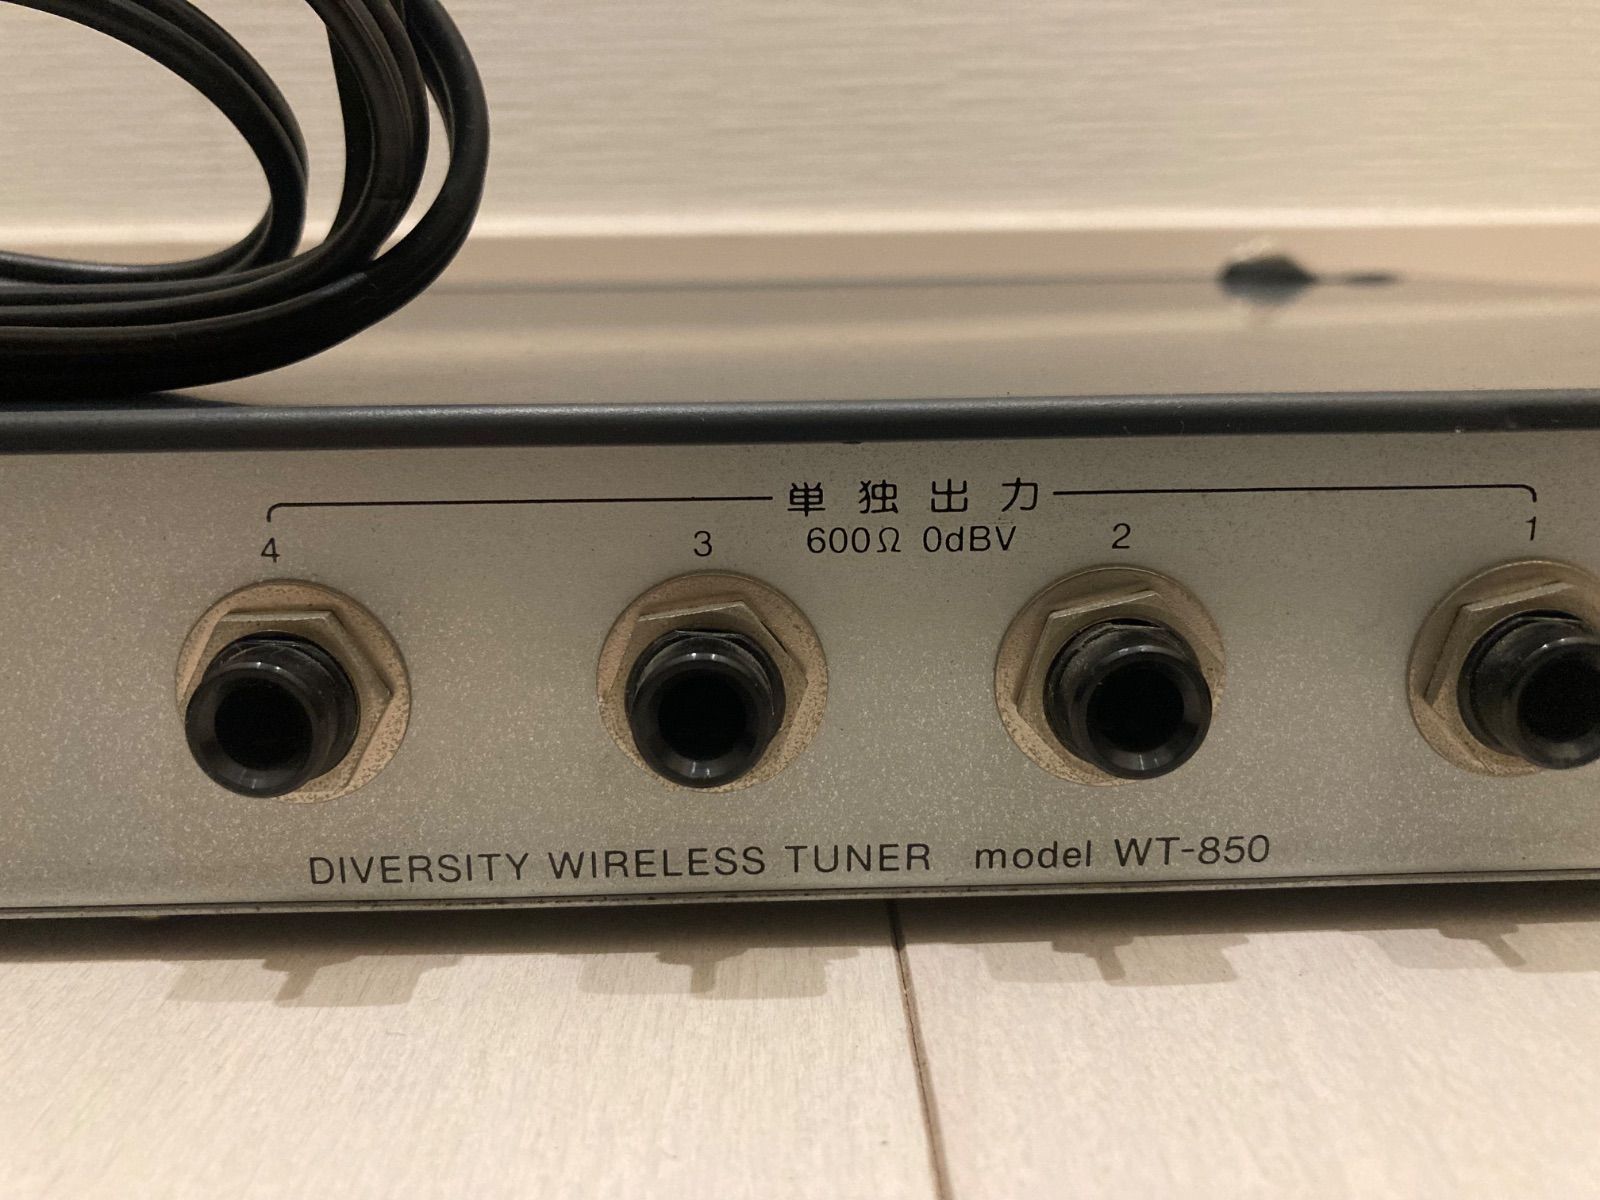 単独出力
4 3 600Ω 0dBV 2 1
DIVERSITY WIRELESS TUNER model WT-850